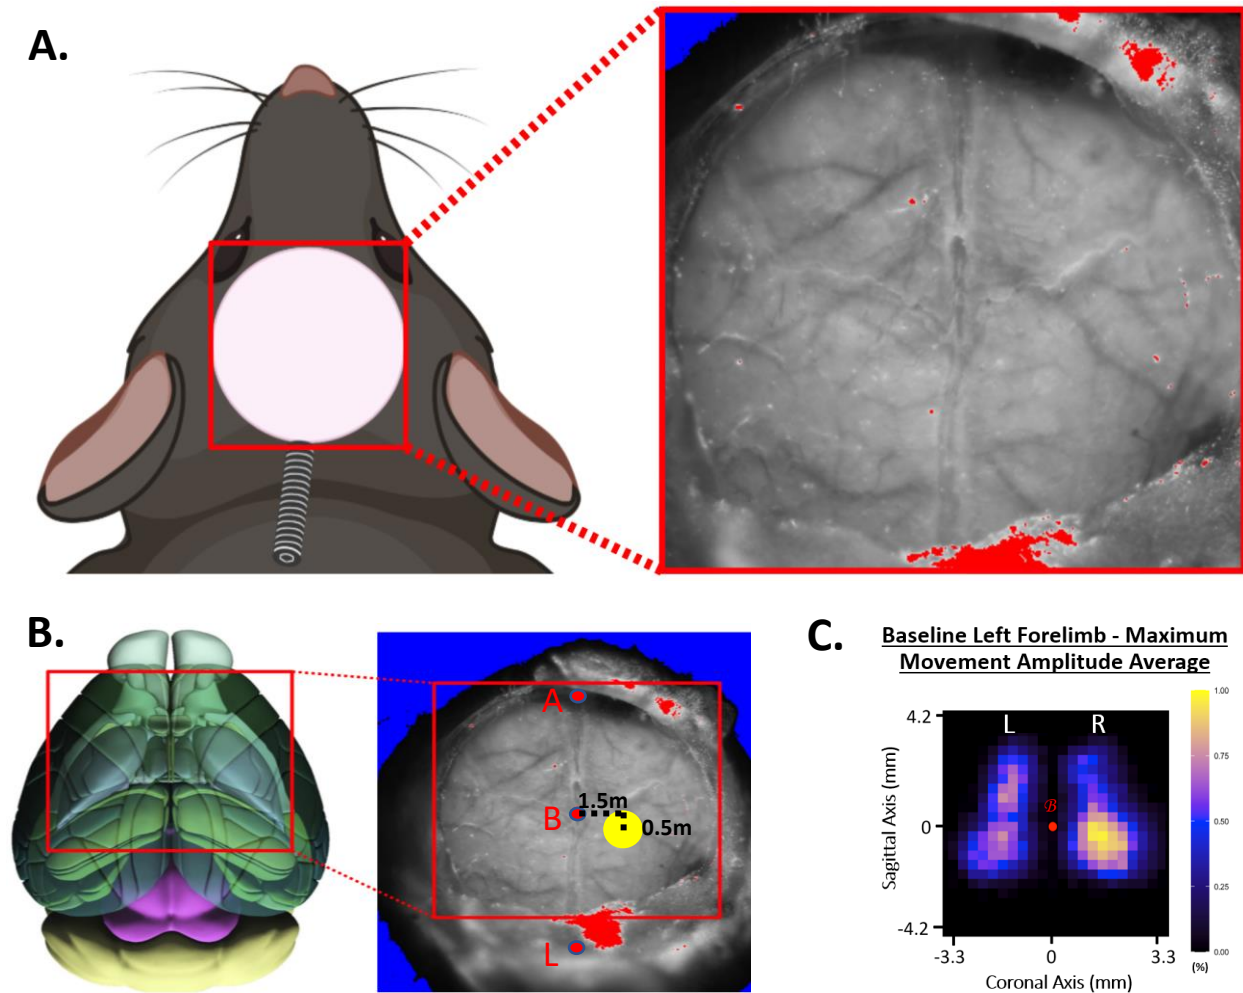 A.
B.
A
B
1.5m
0.5m
L
C.
Baseline Left Forelimb - Maximum
Movement Amplitude Average
L
R
ℬ
4.2
0
-4.2
Sagittal Axis (mm)
-3.3
0
3.3
Coronal Axis (mm)
1.00
0.75
0.50
0.25
0.00
(%)